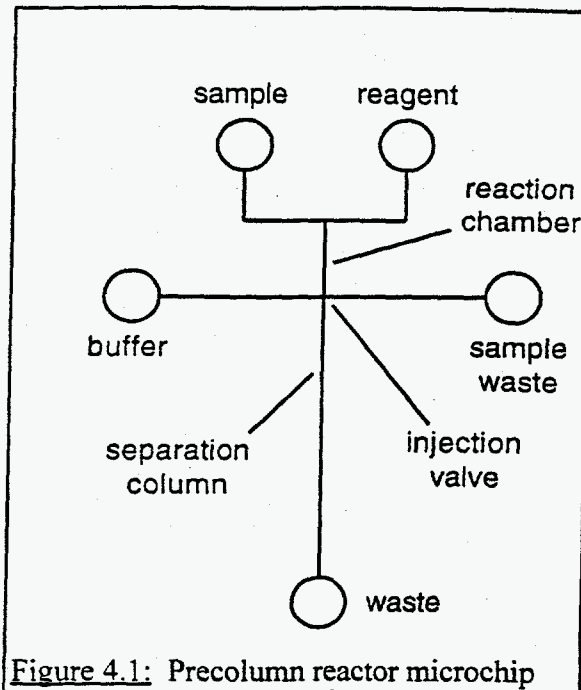 sample
reagent
reaction
chamber
buffer
sample
waste
separation
column
injection
valve
waste
Figure 4.1: Precolumn reactor microchip